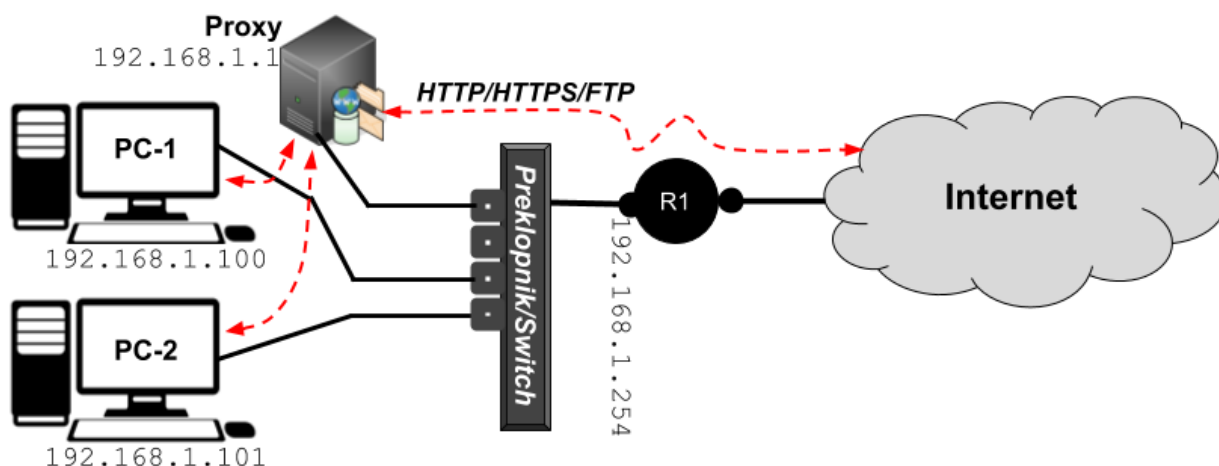 Proxy
192.168.1.1
HTTP/HTTPS/FTP
PC-1
192.168.1.100
Preklopnik/Switch
R1
192.168.1.254
Internet
PC-2
192.168.1.101